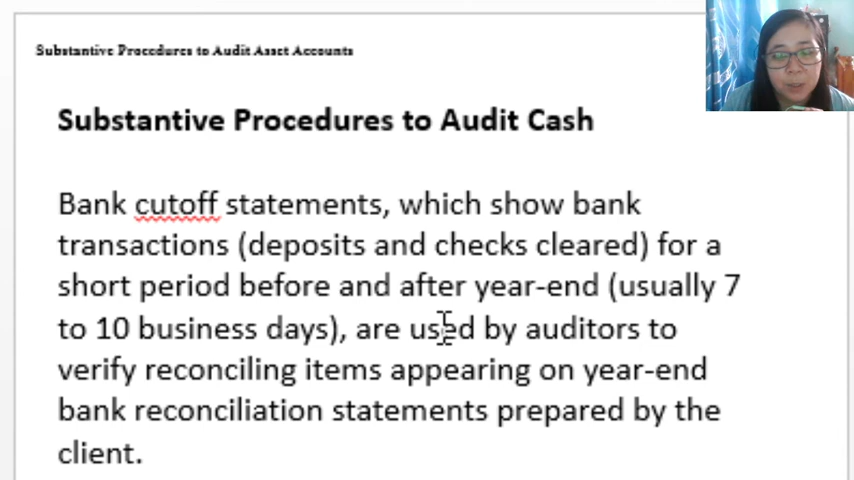 Substantive Procedures to Audit Asset Accounts
Substantive Procedures to Audit Cash
Bank cutoff statements, which show bank
transactions (deposits and checks cleared) for a
short period before and after year-end (usually 7
to 10 business days), are used by auditors to
verify reconciling items appearing on year-end
bank reconciliation statements prepared by the
client.